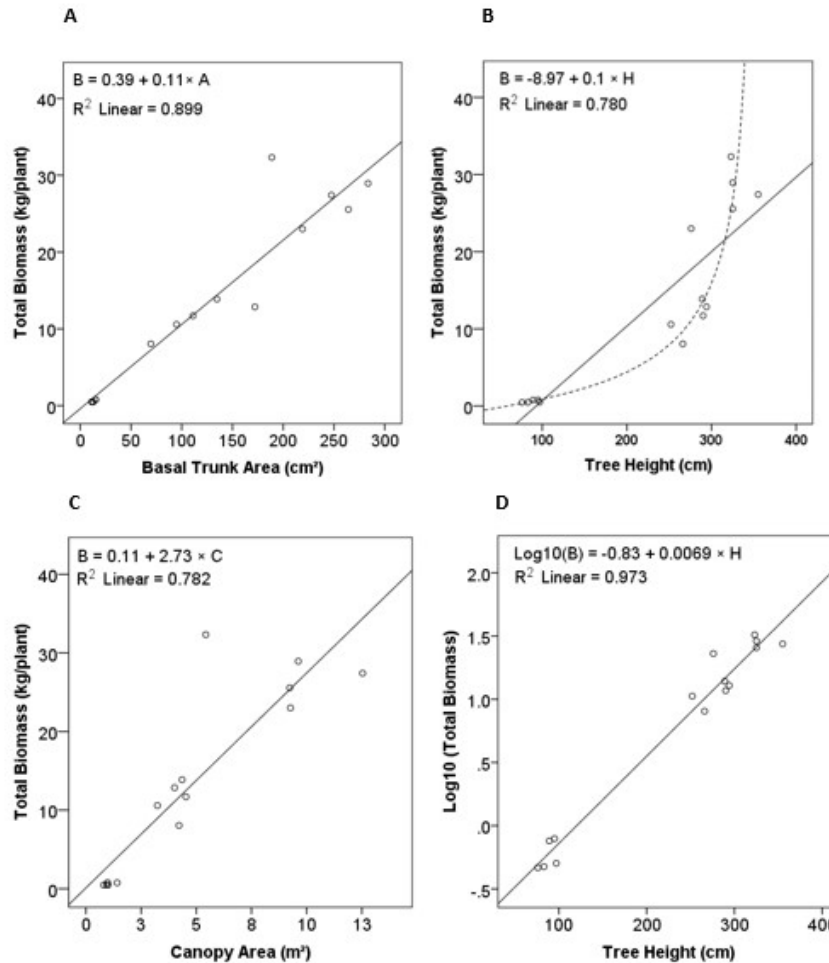 A
B = 0.39 + 0.11× A
R² Linear = 0.899
40
30
20
10
0
0 50 100 150 200 250 300
Total Biomass (kg/plant)
Basal Trunk Area (cm²)
B
B = -8.97 + 0.1 × H
R² Linear = 0.780
40
30
20
10
0
100 200 300 400
Total Biomass (kg/plant)
Tree Height (cm)
C
B = 0.11 + 2.73 × C
R² Linear = 0.782
40
30
20
10
0
0 3 5 8 10 13
Total Biomass (kg/plant)
Canopy Area (m²)
D
Log10(B) = -0.83 + 0.0069 × H
R² Linear = 0.973
2.0
1.5
1.0
.5
.0
-.5
100 200 300 400
Log10 (Total Biomass)
Tree Height (cm)